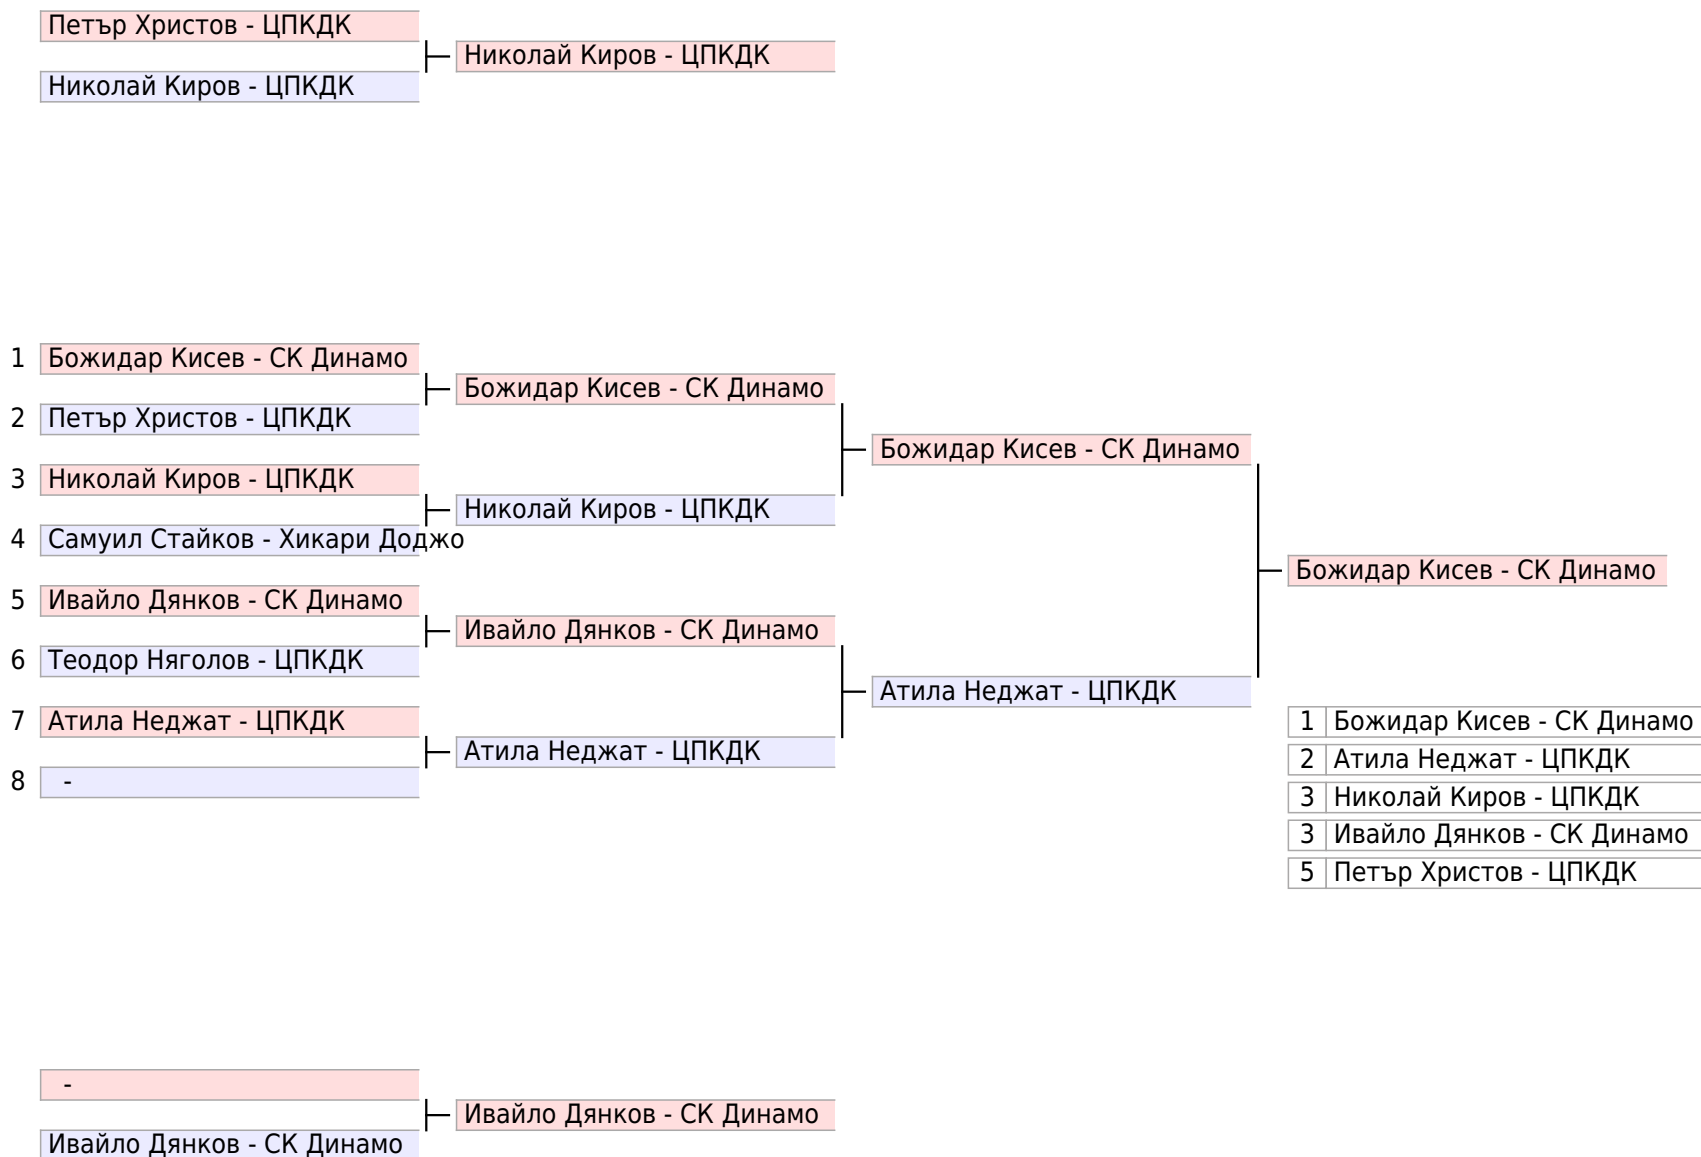 Петър Христов - ЦПКДК
Николай Киров - ЦПКДК
Николай Киров - ЦПКДК
1 Божидар Кисев - СК Динамо
Божидар Кисев - СК Динамо
2 Петър Христов - ЦПКДК
Божидар Кисев - СК Динамо
3 Николай Киров - ЦПКДК
Николай Киров - ЦПКДК
4 Самуил Стайков - Хикари Доджо
Божидар Кисев - СК Динамо
5 Ивайло Дянков - СК Динамо
Ивайло Дянков - СК Динамо
6 Теодор Няголов - ЦПКДК
Атила Неджат - ЦПКДК
7 Атила Неджат - ЦПКДК
Атила Неджат - ЦПКДК
8 -
1 Божидар Кисев - СК Динамо
2 Атила Неджат - ЦПКДК
3 Николай Киров - ЦПКДК
3 Ивайло Дянков - СК Динамо
5 Петър Христов - ЦПКДК
-
Ивайло Дянков - СК Динамо
Ивайло Дянков - СК Динамо